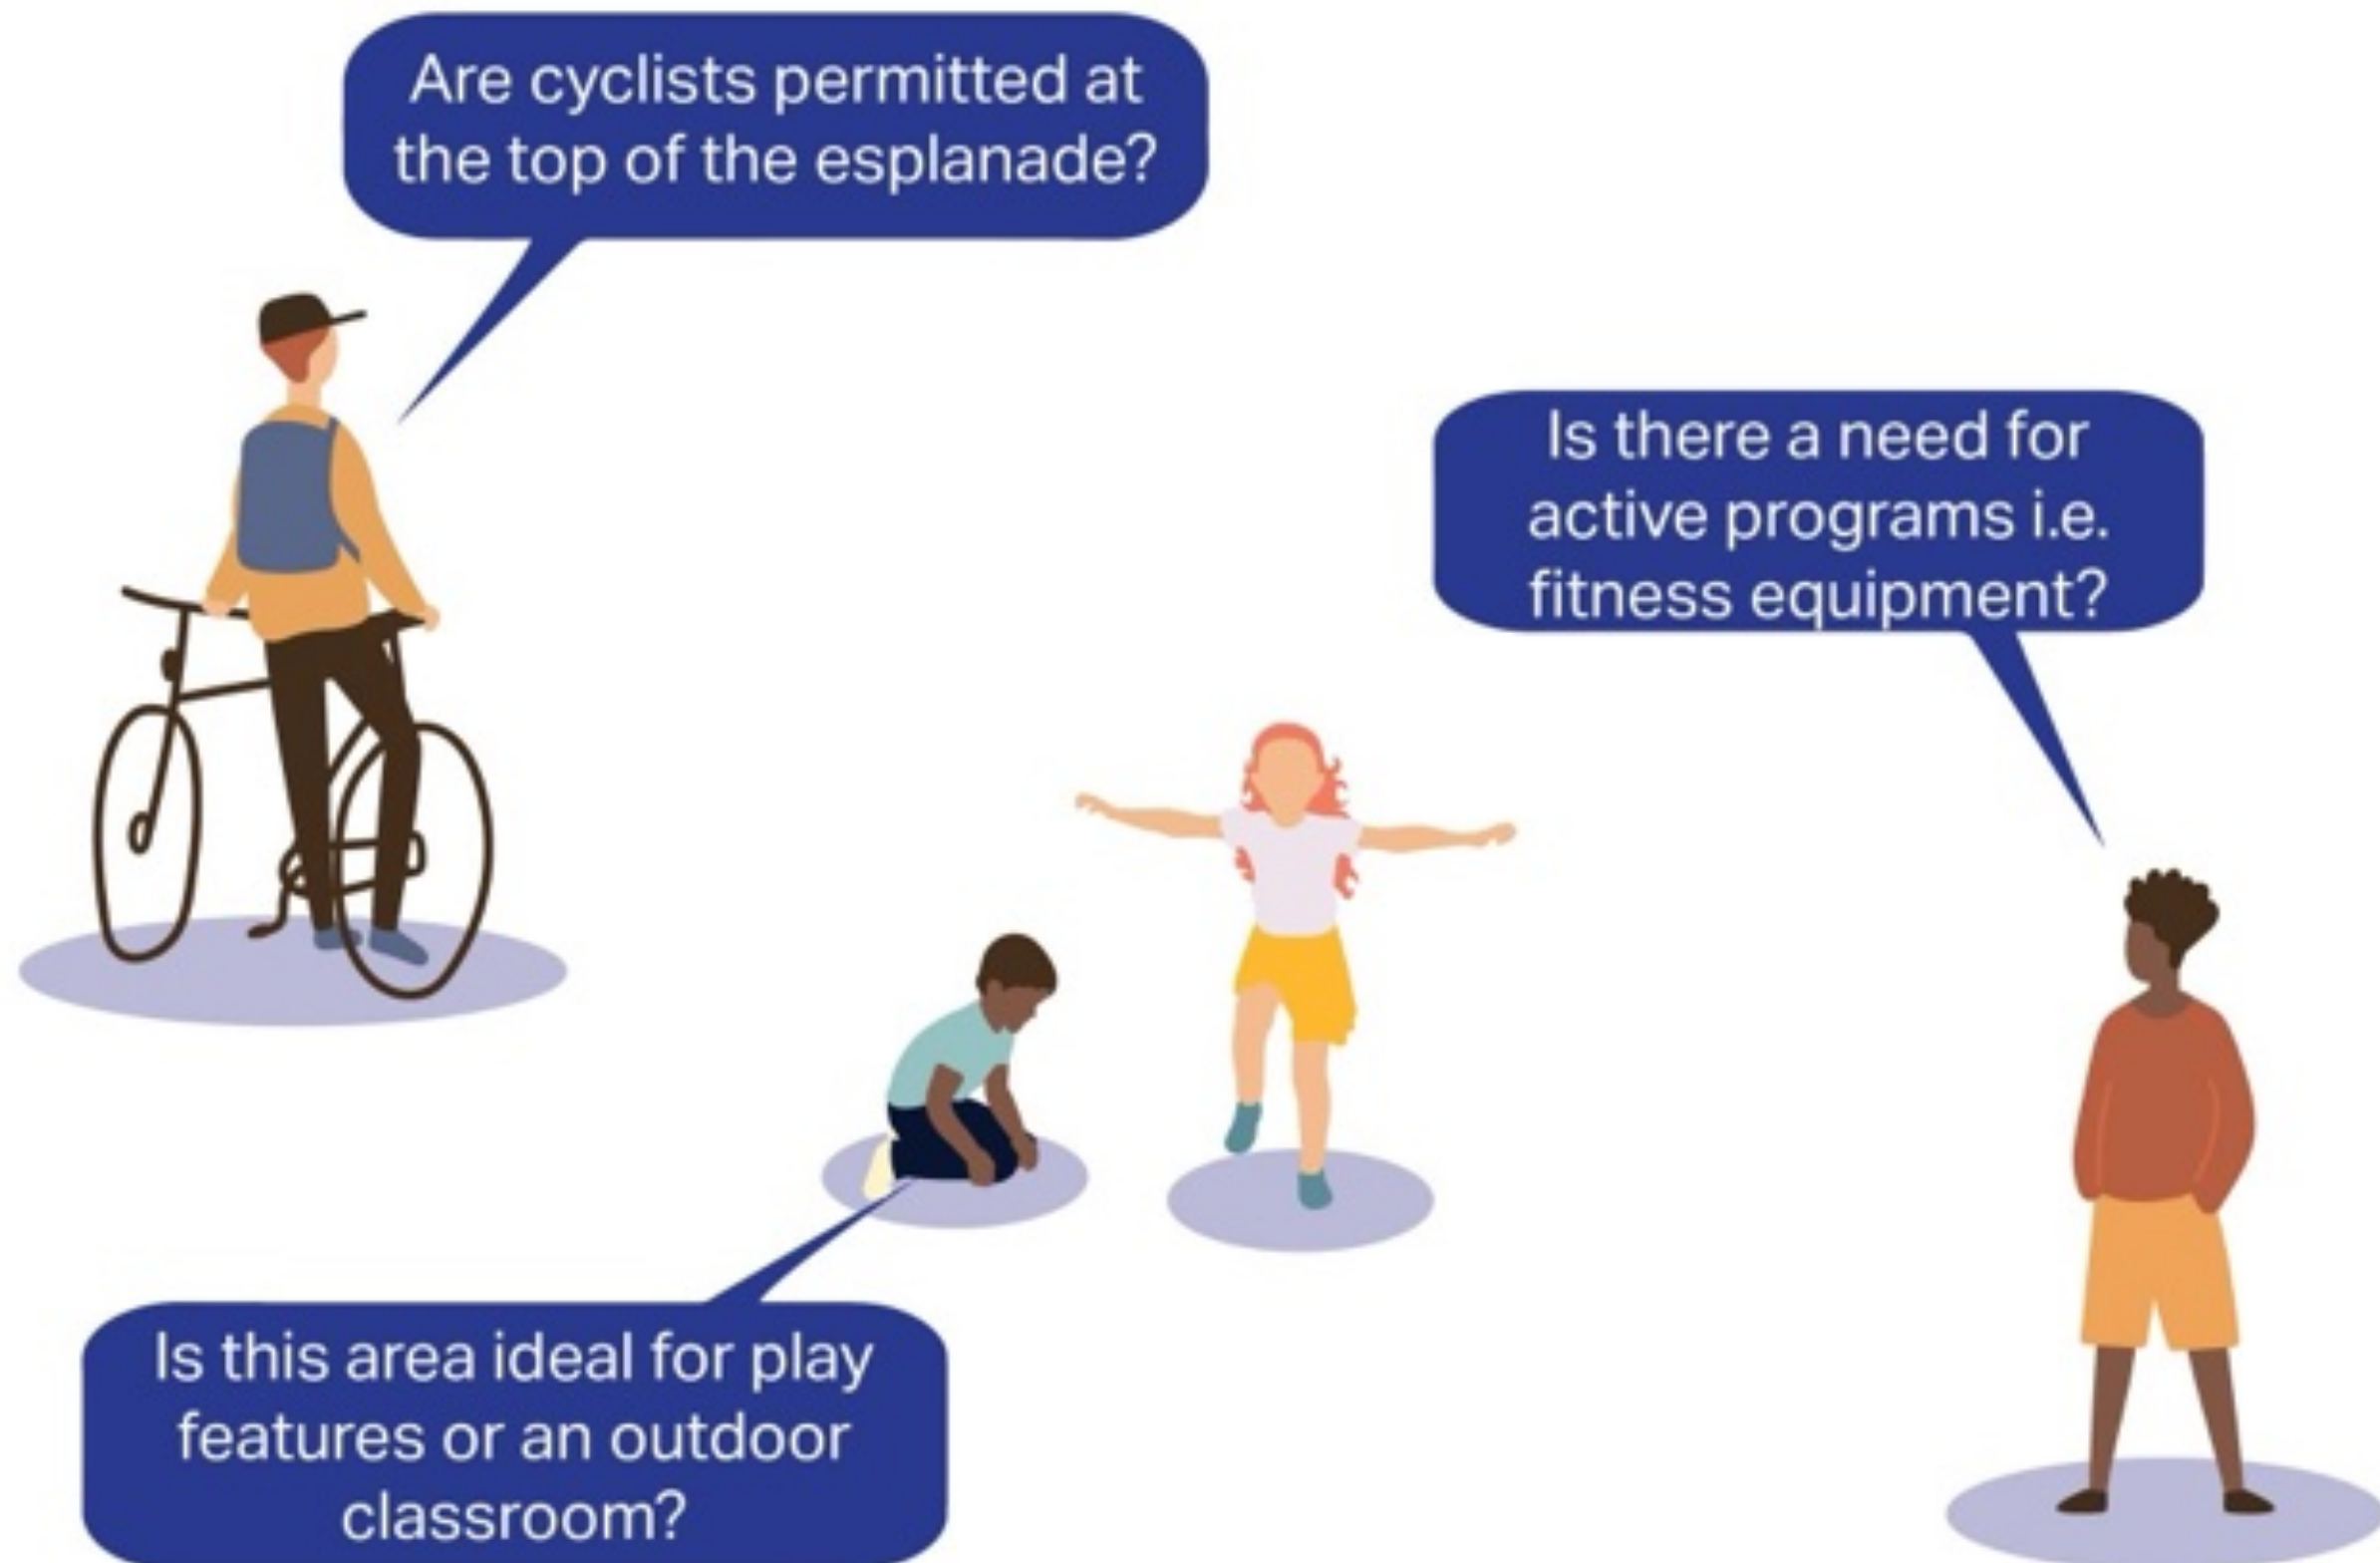 Are cyclists permitted at
the top of the esplanade?
Is there a need for
active programs i.e.
fitness equipment?
Is this area ideal for play
features or an outdoor
classroom?